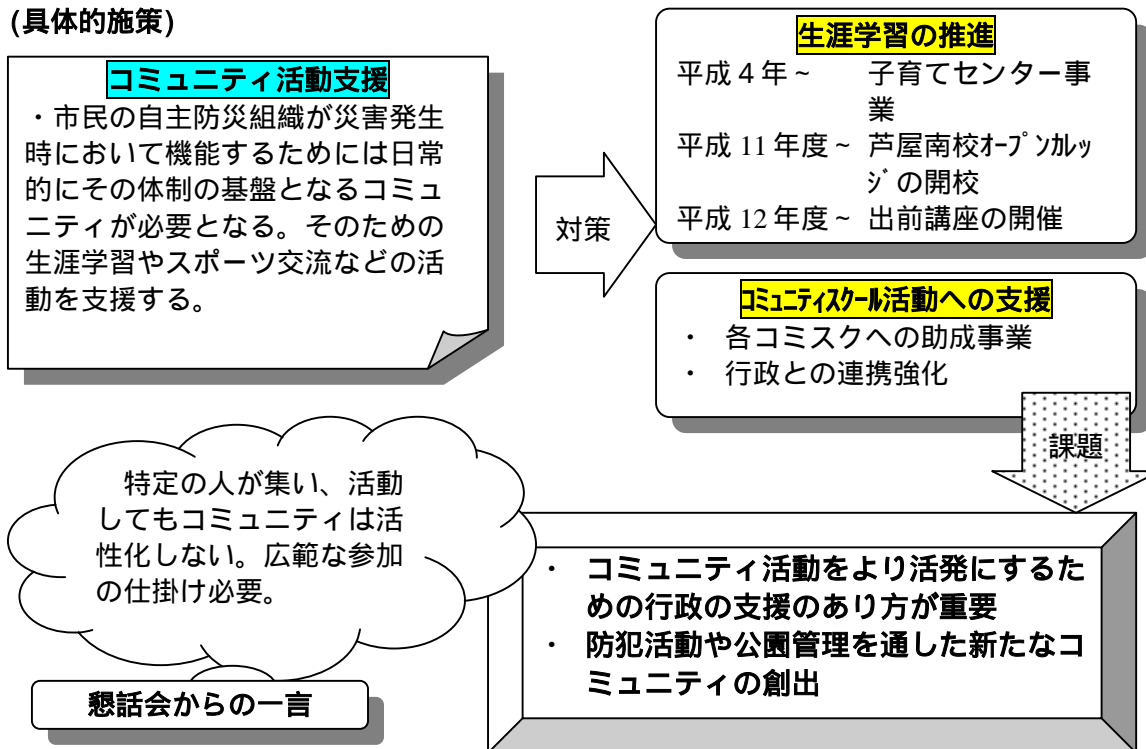 (具体的施策)
コミュニティ活動支援
・市民の自主防災組織が災害発生
時において機能するためには日常
的にその体制の基盤となるコミュ
ニティが必要となる。そのための
生涯学習やスポーツ交流などの活
動を支援する。
対策
生涯学習の推進
平成４年～ 子育てセンター事
業
平成 11 年度～ 芦屋南校ｵｰﾌﾟﾝｶﾚｯ
ｼﾞの開校
平成 12 年度～ 出前講座の開催
ｺﾐｭﾆﾃｨｽｸｰﾙ活動への支援
・ 各コミスクへの助成事業
・ 行政との連携強化
課題
特定の人が集い、活動
してもコミュニティは活
性化しない。広範な参加
の仕掛け必要。
懇話会からの一言
・ コミュニティ活動をより活発にするた
めの行政の支援のあり方が重要
・ 防犯活動や公園管理を通した新たなコ
ミュニティの創出